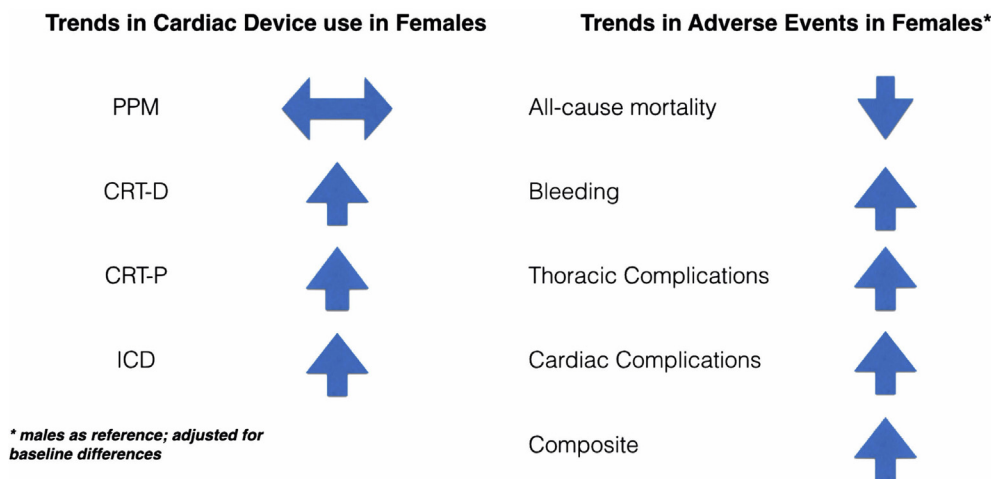 Trends in Cardiac Device use in Females
PPM
CRT-D
CRT-P
ICD
* males as reference; adjusted for
baseline differences
Trends in Adverse Events in Females*
All-cause mortality
Bleeding
Thoracic Complications
Cardiac Complications
Composite